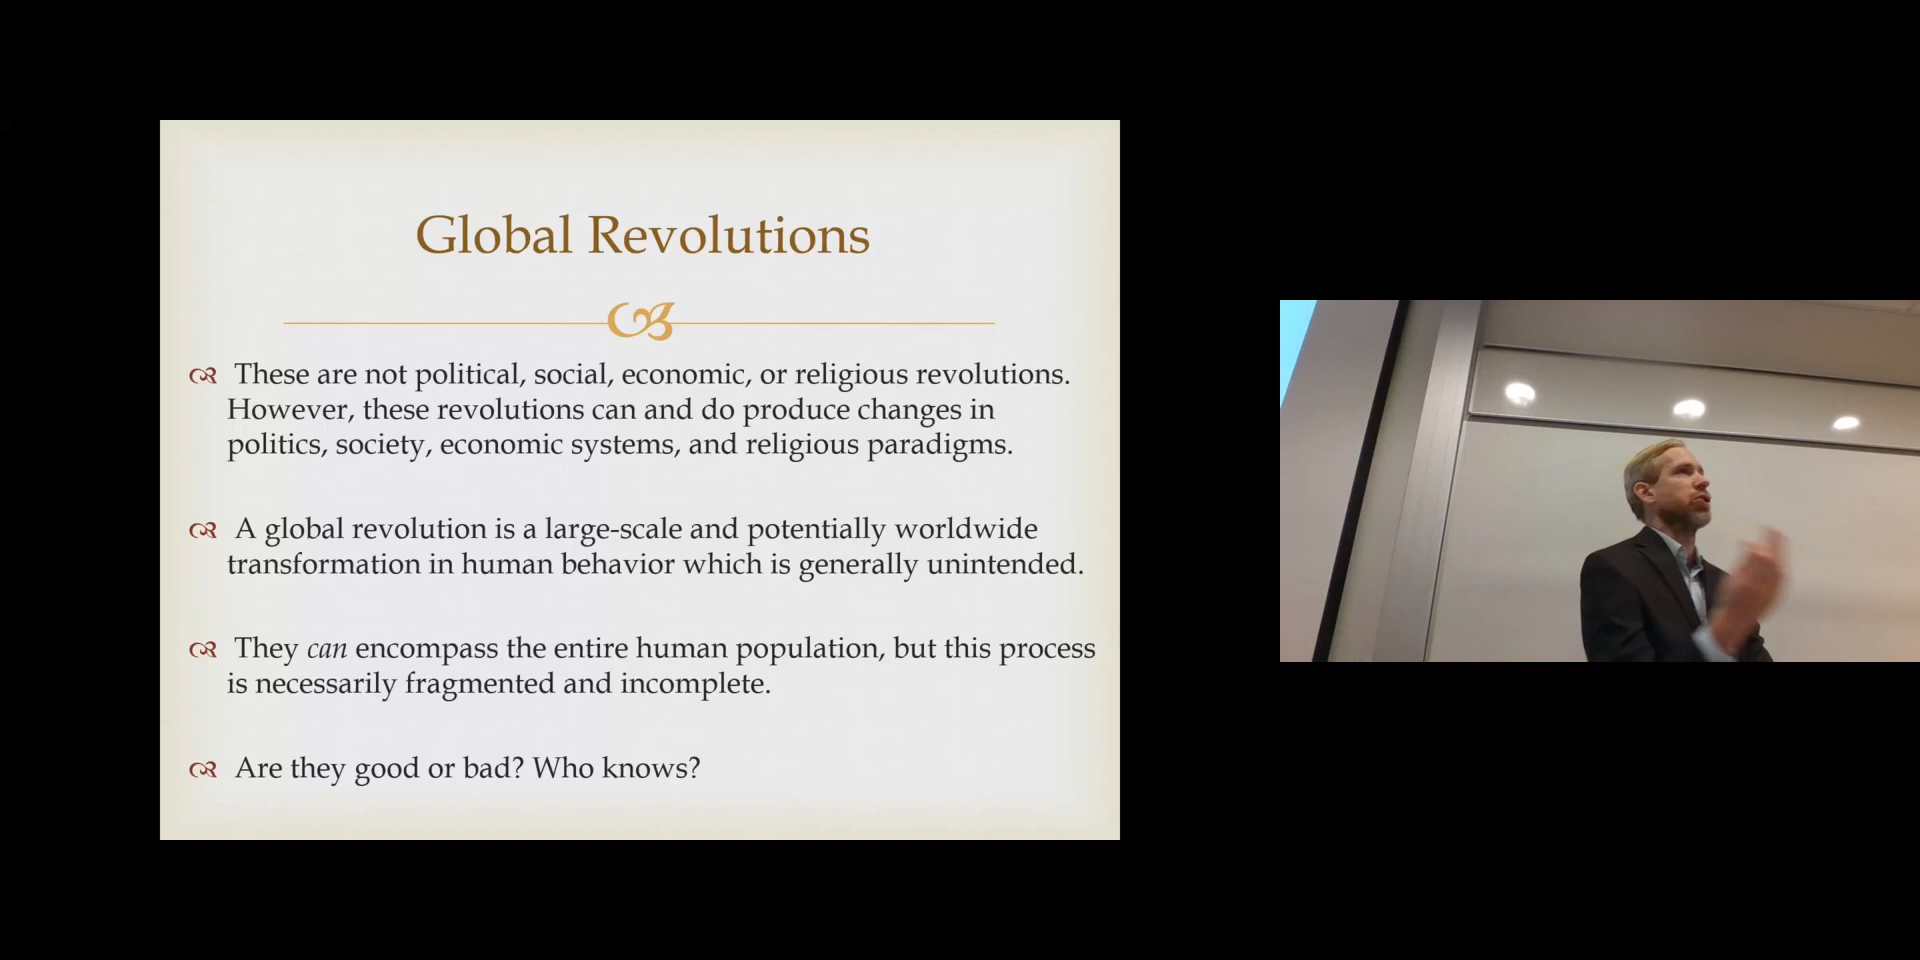 Global Revolutions
These are not political, social, economic, or religious revolutions.
However, these revolutions can and do produce changes in
politics, society, economic systems, and religious paradigms.
A global revolution is a large-scale and potentially worldwide
transformation in human behavior which is generally unintended.
They can encompass the entire human population, but this process
is necessarily fragmented and incomplete.
Are they good or bad? Who knows?